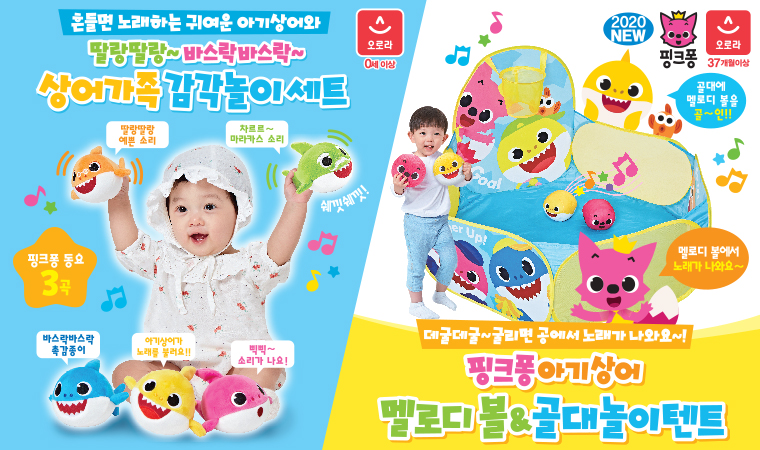 흔들면 노래하는 귀여운 아기상어와
딸랑딸랑~ 바스락바스락~
상어가족 감각놀이 세트
오로라
0세 이상
딸랑딸랑
예쁜 소리
차르르~
마라카스 소리
쉐낏쉐낏!
핑크퐁 동요
3곡
바스락바스락
촉감종이
아기상어가
노래를 불러요!!
삑삑~
소리가 나요!
2020
NEW
핑크퐁
오로라
37개월이상
골대에
멜로디 볼을
골~인!!
Goal
er Up!
멜로디 볼에서
노래가 나와요~
데굴데굴~굴리면 공에서 노래가 나와요~!
핑크퐁 아기상어
멜로디 볼&골대놀이텐트